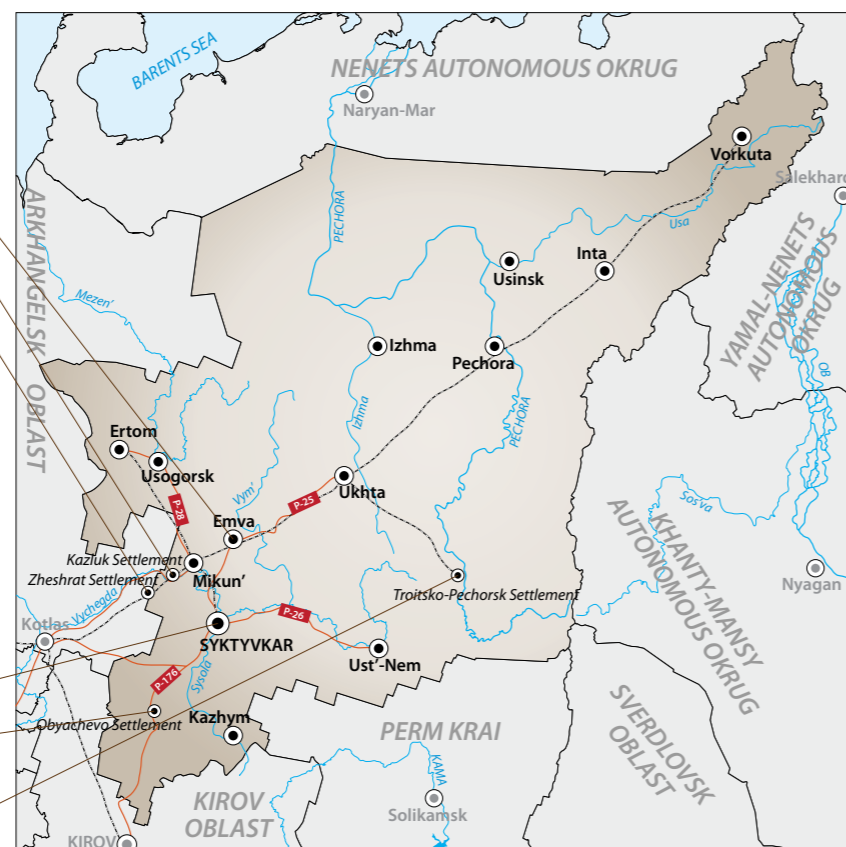 BARENTS SEA
NENETS AUTONOMOUS OKRUG
Naryan-Mar
Vorkuta
Salekhard
ARKHANGELSK OBLAST
PECHORA
Usa
YAMAL-NENETS
AUTONOMOUS
OKRUG
Mezen'
Usinsk
Inta
Izhma
Pechora
OB
Izhma
PECHORA
Ertom
Usogorsk
Vym'
Ukhta
P-28
P-25
Sos'va
Emva
KHANTY-MANSY
AUTONOMOUS OKRUG
Kazluk Settlement
Mikun'
Zheshrat Settlement
Troitsko-Pechorsk Settlement
Nyagan
Vychegda
Kotlas
P-26
SYKTYVKAR
Ust'-Nem
Sysola
P-176
SVERDLOVSK
OBLAST
Obyachevo Settlement
Kazhym
PERM KRAI
KAMA
KIROV
OBLAST
Solikamsk
KIROV